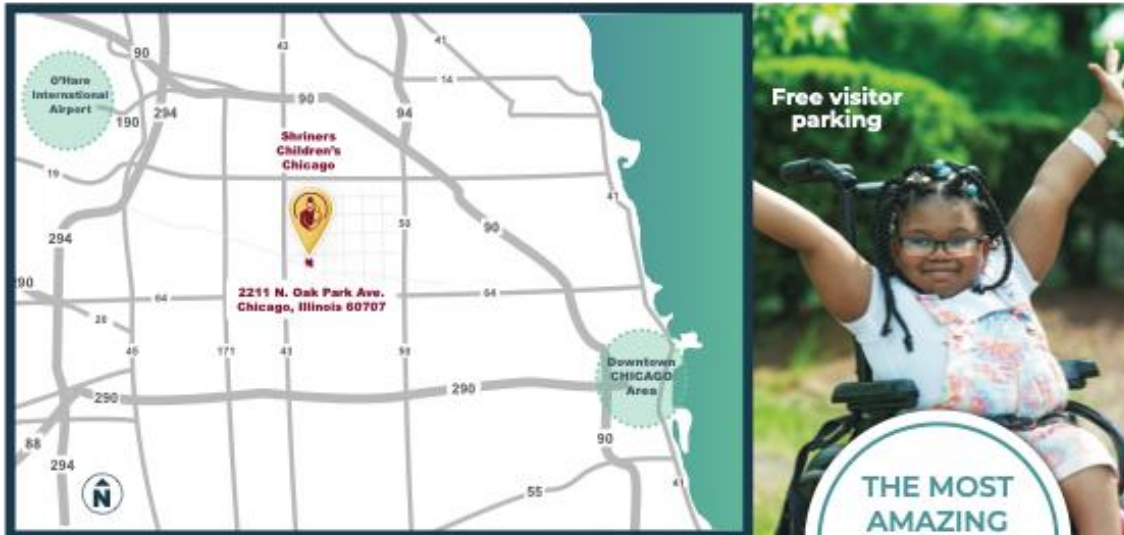 90
43
41
O'Hare
International
Airport
14
90
190
294
94
Shriners
Children's
Chicago
19
41
50
294
90
2211 N. Oak Park Ave.
Chicago, Illinois 60707
290
64
64
20
45
171
43
50
Downtown
CHICAGO
Area
290
290
88
90
294
N
55
41
Free visitor
parking
THE MOST
AMAZING